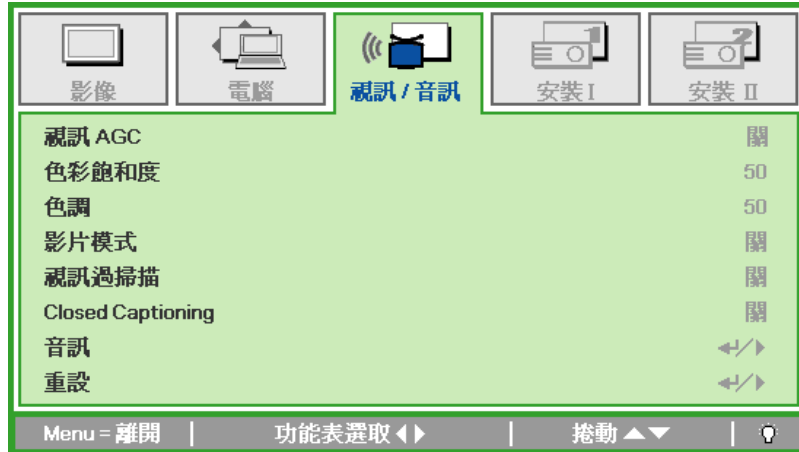 影像
電腦
視訊 / 音訊
安裝 I
安裝 II
視訊 AGC 關
色彩飽和度 50
色調 50
影片模式 關
視訊過掃描 關
Closed Captioning 關
音訊
重設
Menu = 離開 功能表選取 捲動